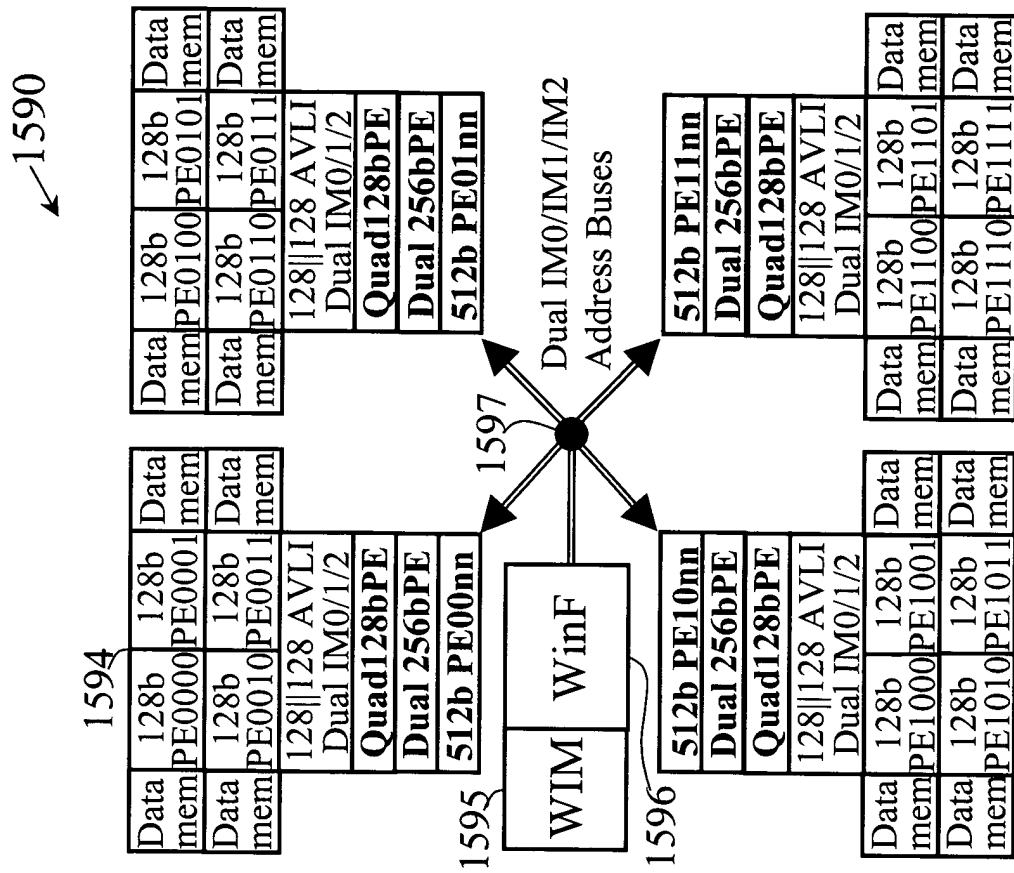 1590
1594
Data mem
128b PE0000
128b PE0001
Data mem
Data mem
128b PE0010
128b PE0011
Data mem
128||128 AVLI
Dual IM0/1/2
Quad128bPE
Dual 256bPE
512b PE00nn
Data mem
128b PE0100
128b PE0101
Data mem
Data mem
128b PE0110
128b PE0111
Data mem
128||128 AVLI
Dual IM0/1/2
Quad128bPE
Dual 256bPE
512b PE01nn
1595
WIM
WinF
1596
1597
Dual IM0/IM1/IM2
Address Buses
512b PE10nn
Dual 256bPE
Quad128bPE
128||128 AVLI
Dual IM0/1/2
Data mem
128b PE1000
128b PE1001
Data mem
Data mem
128b PE1010
128b PE1011
Data mem
512b PE11nn
Dual 256bPE
Quad128bPE
128||128 AVLI
Dual IM0/1/2
Data mem
128b PE1100
128b PE1101
Data mem
Data mem
128b PE1110
128b PE1111
Data mem